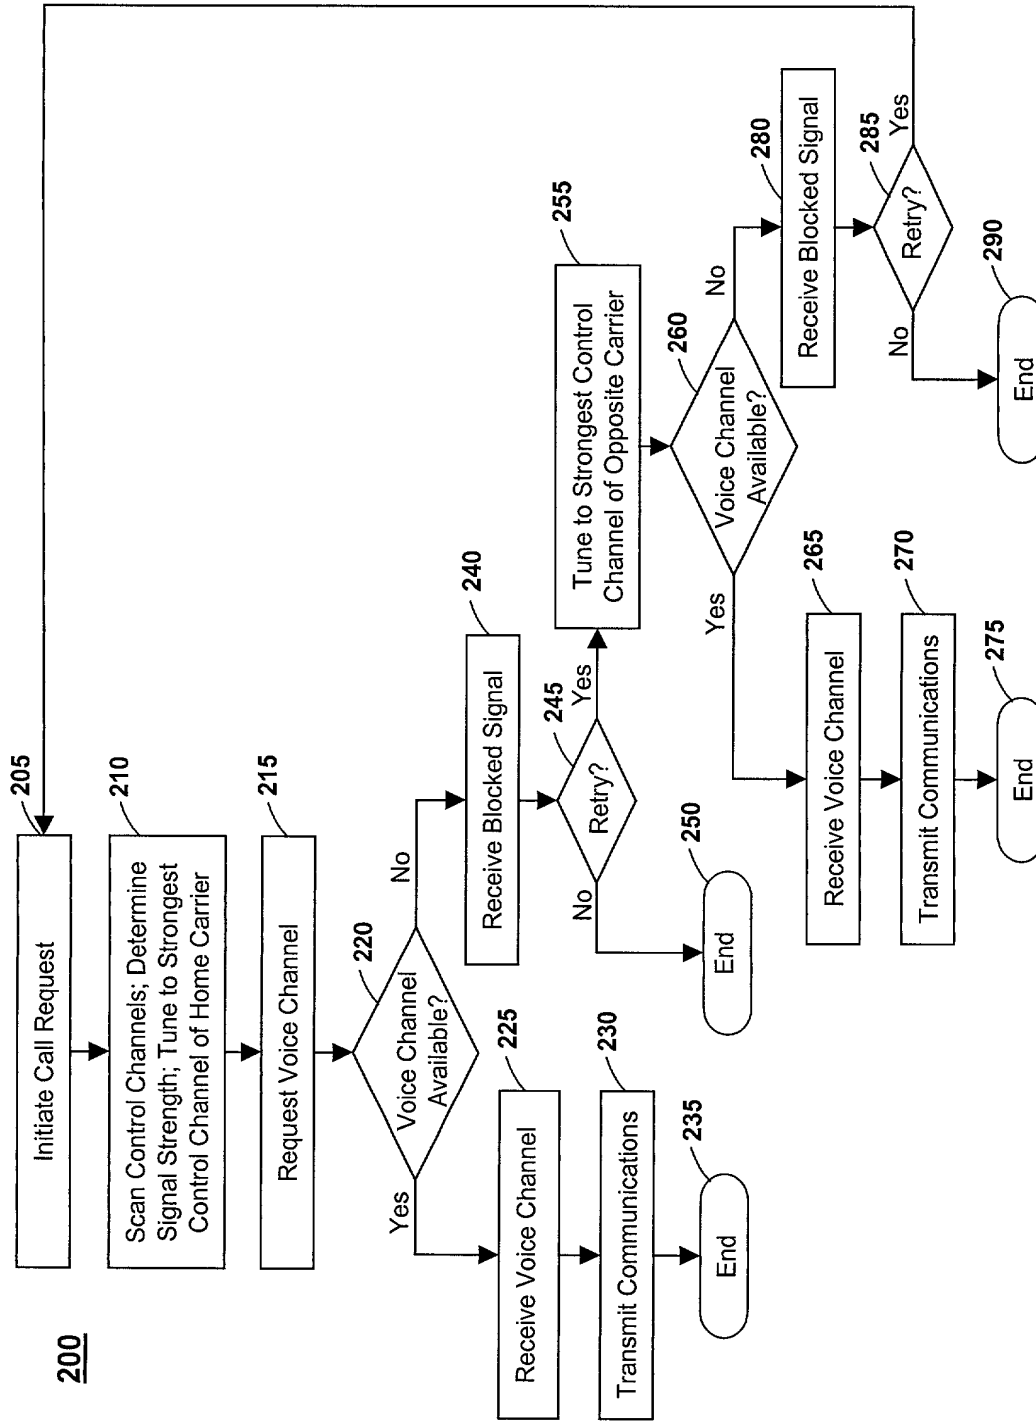 200
205
Initiate Call Request
210
Scan Control Channels; Determine
Signal Strength; Tune to Strongest
Control Channel of Home Carrier
215
Request Voice Channel
220
Voice Channel
Available?
Yes
No
225
Receive Voice Channel
230
Transmit Communications
235
End
240
Receive Blocked Signal
245
Retry?
No
Yes
250
End
255
Tune to Strongest Control
Channel of Opposite Carrier
260
Voice Channel
Available?
Yes
No
265
Receive Voice Channel
270
Transmit Communications
275
End
280
Receive Blocked Signal
285
Retry?
No
Yes
290
End